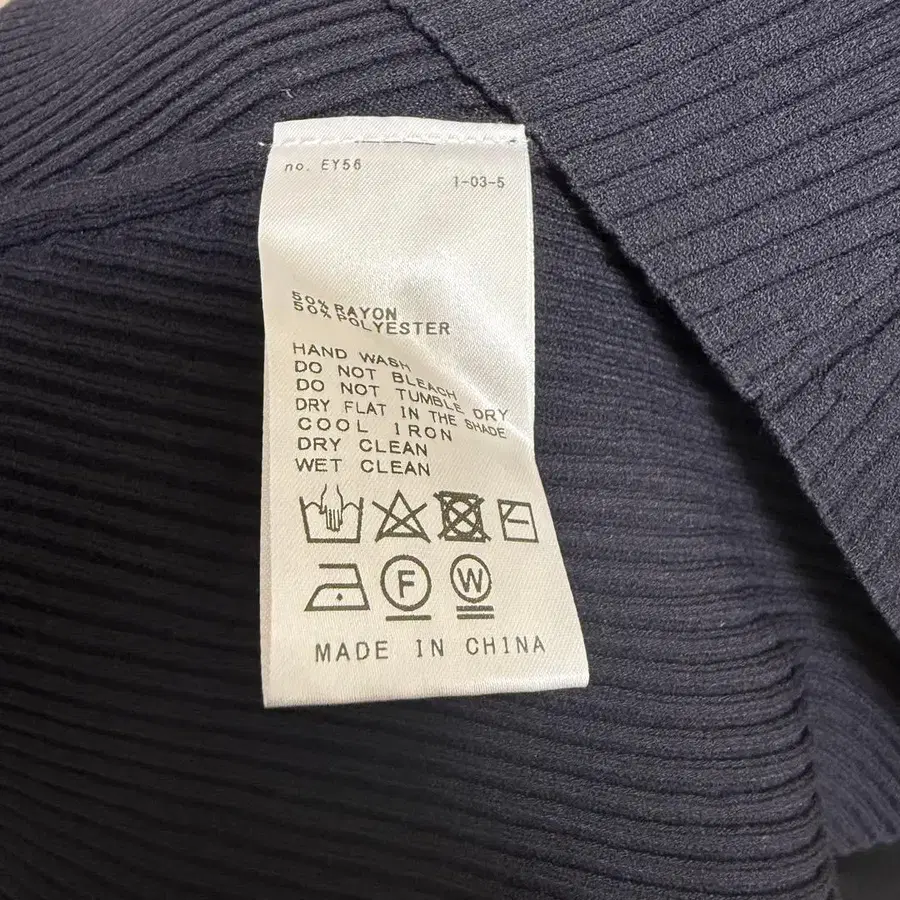 no. EY56
1-03-5
50% RAYON
50% POLYESTER
HAND WASH
DO NOT BLEACH
DO NOT TUMBLE DRY
DRY FLAT IN THE SHADE
COOL IRON
DRY CLEAN
WET CLEAN
F W
MADE IN CHINA